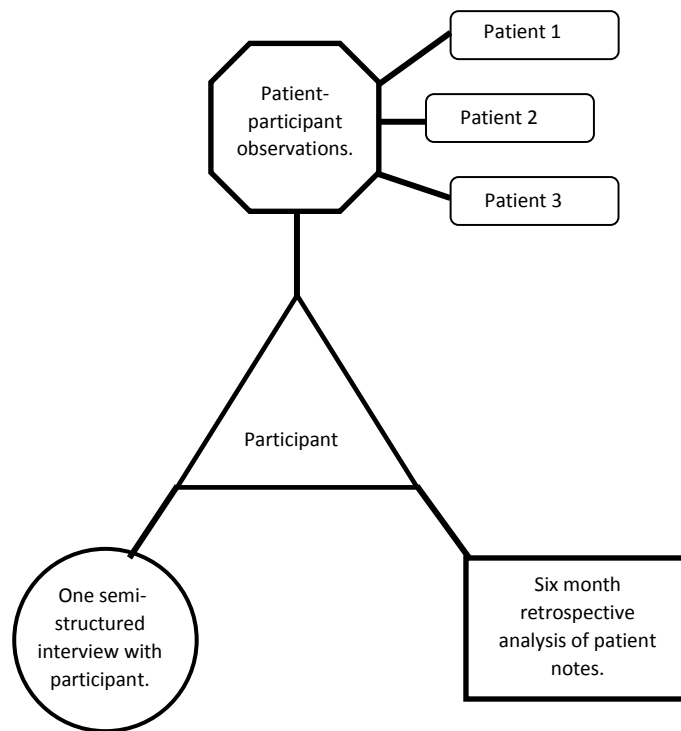 Patient 1
Patient-
participant
observations.
Patient 2
Patient 3
Participant
One semi-
structured
interview with
participant.
Six month
retrospective
analysis of patient
notes.